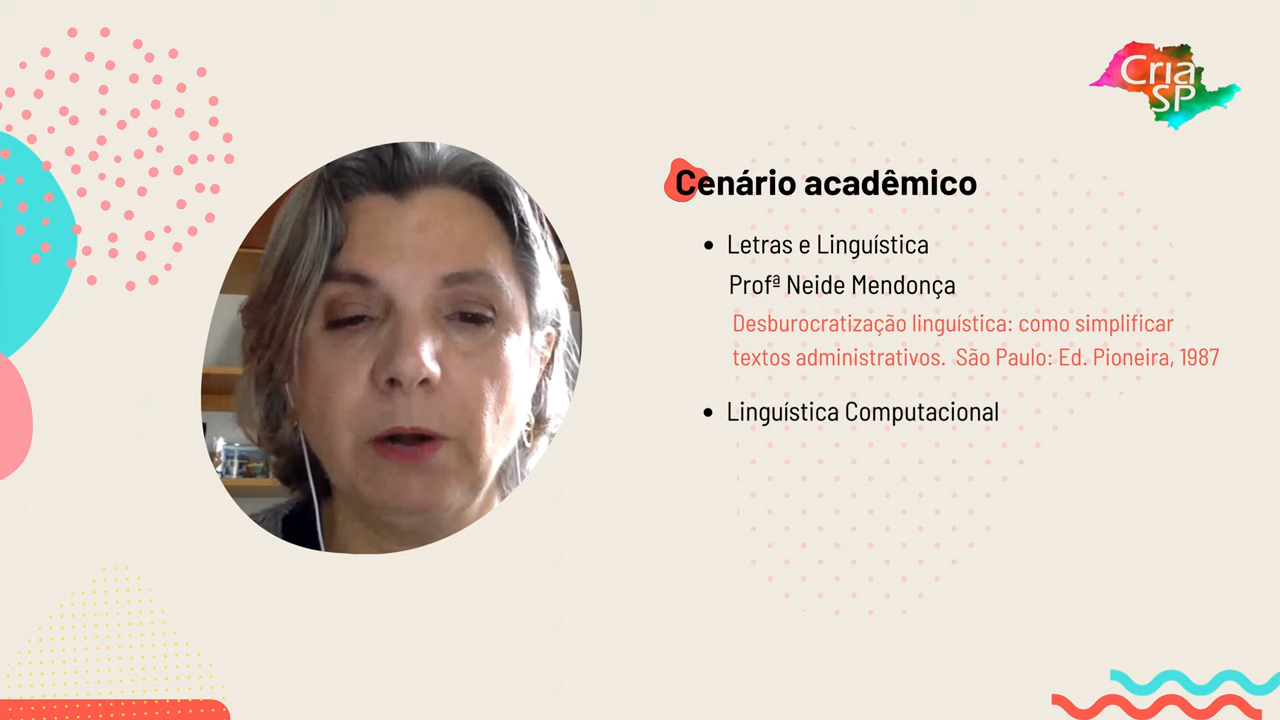 Cria
SP
Cenário acadêmico
• Letras e Linguística
Profª Neide Mendonça
Desburocratização linguística: como simplificar
textos administrativos. São Paulo: Ed. Pioneira, 1987
• Linguística Computacional